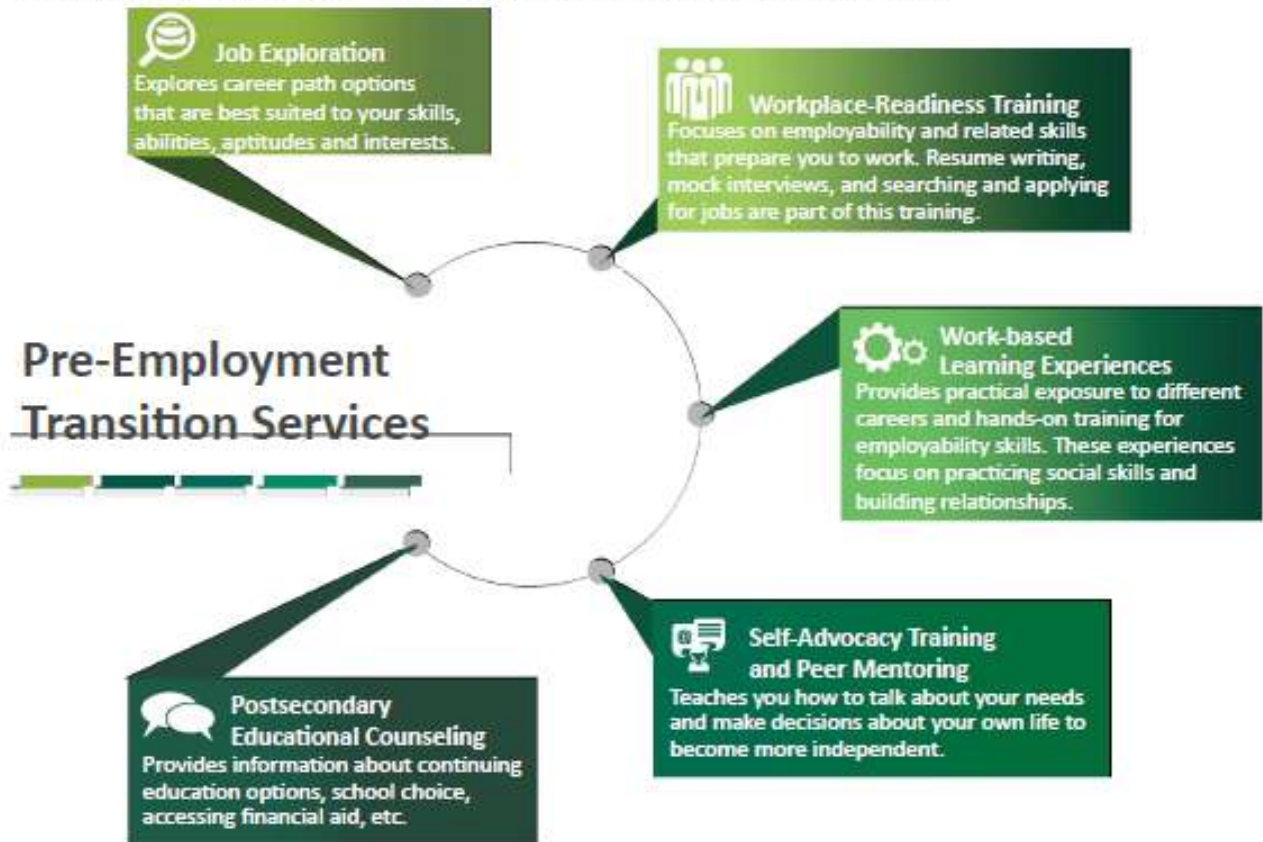 Job Exploration
Explores career path options
that are best suited to your skills,
abilities, aptitudes and interests.
Workplace-Readiness Training
Focuses on employability and related skills
that prepare you to work. Resume writing,
mock interviews, and searching and applying
for jobs are part of this training.
Pre-Employment
Transition Services
Work-based
Learning Experiences
Provides practical exposure to different
careers and hands-on training for
employability skills. These experiences
focus on practicing social skills and
building relationships.
Self-Advocacy Training
and Peer Mentoring
Teaches you how to talk about your needs
and make decisions about your own life to
become more independent.
Postsecondary
Educational Counseling
Provides information about continuing
education options, school choice,
accessing financial aid, etc.